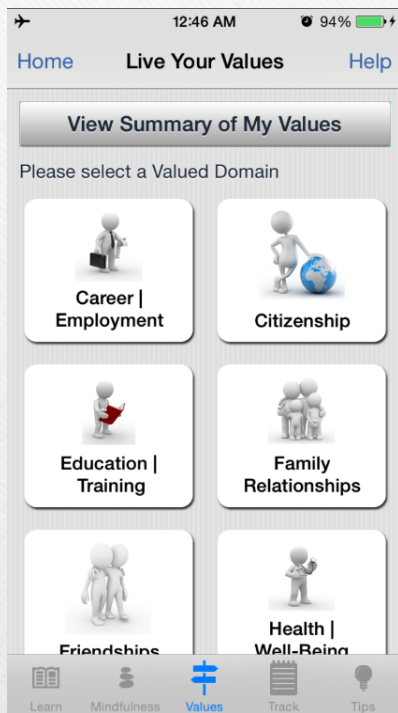 12:46 AM 94%
Home Live Your Values Help
View Summary of My Values
Please select a Valued Domain
Career |
Employment
Citizenship
Education |
Training
Family
Relationships
Friendships
Health |
Well-Being
Learn Mindfulness Values Track Tips